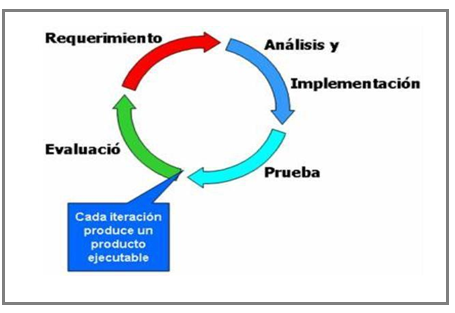 Requerimiento
Análisis y
Implementación
Evaluació
Prueba
Cada iteración
produce un
producto
ejecutable